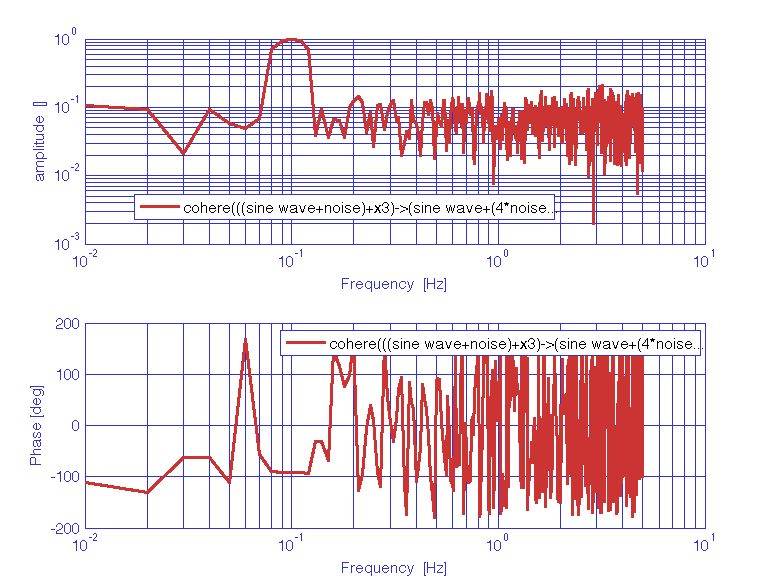 10^0
10^-1
10^-2
10^-3
amplitude []
cohere(((sine wave+noise)+x3)->(sine wave+(4*noise...
10^-2 10^-1 10^0 10^1
Frequency [Hz]
200
100
0
-100
-200
Phase [deg]
cohere(((sine wave+noise)+x3)->(sine wave+(4*noise...
10^-2 10^-1 10^0 10^1
Frequency [Hz]